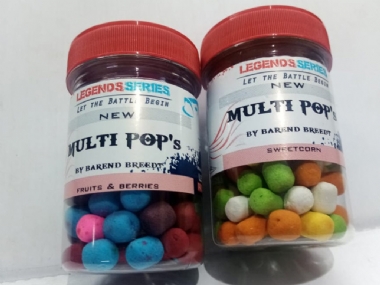 LEGENDS SERIES
LET THE BATTLE BEGIN
NEW
MULTI POP's
BY BAREND BREEDT
FRUITS & BERRIES
LEGENDS SERIES
LET THE BATTLE BEGIN
NEW
MULTI POP's
BY BAREND BREEDT
SWEETCORN